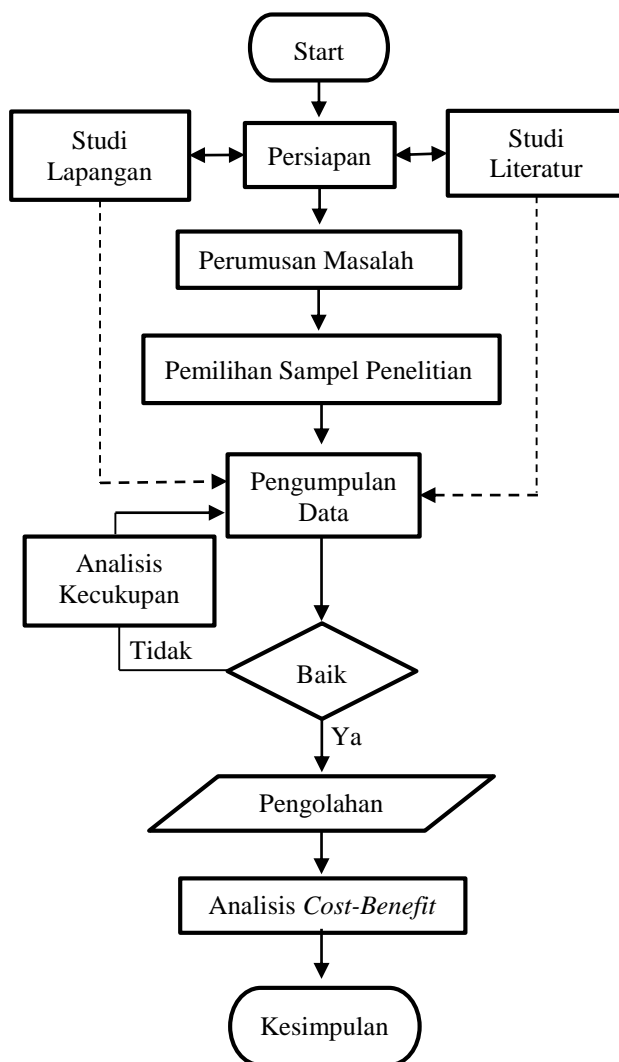 Start
Studi
Lapangan
Persiapan
Studi
Literatur
Perumusan Masalah
Pemilihan Sampel Penelitian
Pengumpulan
Data
Analisis
Kecukupan
Tidak
Baik
Ya
Pengolahan
Analisis Cost-Benefit
Kesimpulan